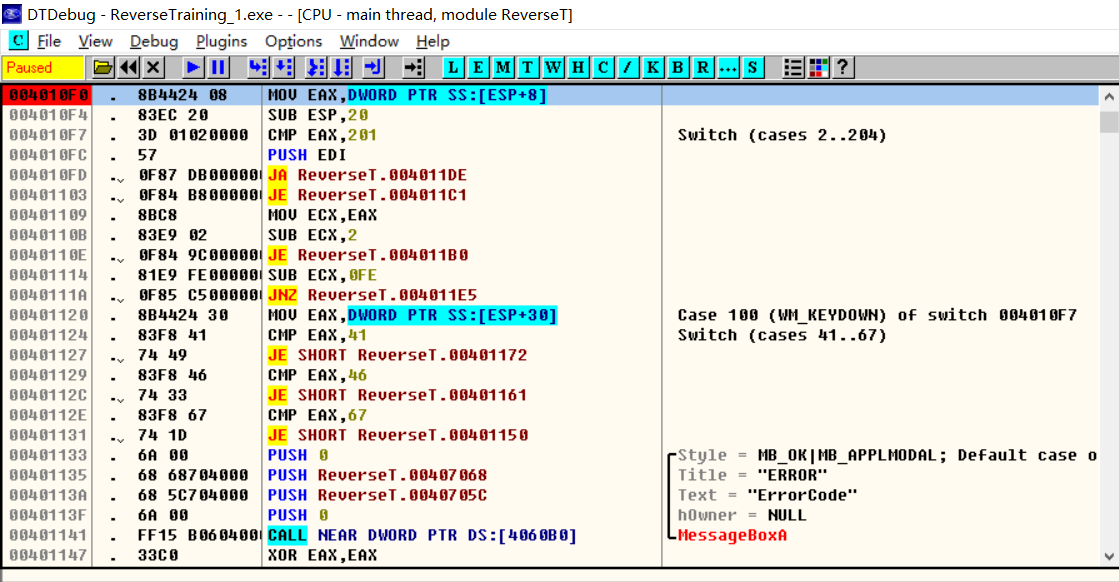 DTDebug - ReverseTraining_1.exe - - [CPU - main thread, module ReverseT]
C File View Debug Plugins Options Window Help
Paused L E M T W H C / K B R ... S ?
004010F0 . 8B4424 08 MOV EAX,DWORD PTR SS:[ESP+8]
004010F4 . 83EC 20 SUB ESP,20
004010F7 . 3D 01020000 CMP EAX,201 Switch (cases 2..204)
004010FC . 57 PUSH EDI
004010FD .⌄ 0F87 DB00000 JA ReverseT.004011DE
00401103 .⌄ 0F84 B800000 JE ReverseT.004011C1
00401109 . 8BC8 MOV ECX,EAX
0040110B . 83E9 02 SUB ECX,2
0040110E .⌄ 0F84 9C00000 JE ReverseT.004011B0
00401114 . 81E9 FE00000 SUB ECX,0FE
0040111A .⌄ 0F85 C500000 JNZ ReverseT.004011E5
00401120 . 8B4424 30 MOV EAX,DWORD PTR SS:[ESP+30] Case 100 (WM_KEYDOWN) of switch 004010F7
00401124 . 83F8 41 CMP EAX,41 Switch (cases 41..67)
00401127 .⌄ 74 49 JE SHORT ReverseT.00401172
00401129 . 83F8 46 CMP EAX,46
0040112C .⌄ 74 33 JE SHORT ReverseT.00401161
0040112E . 83F8 67 CMP EAX,67
00401131 .⌄ 74 1D JE SHORT ReverseT.00401150
00401133 . 6A 00 PUSH 0 Style = MB_OK|MB_APPLMODAL; Default case o
00401135 . 68 68704000 PUSH ReverseT.00407068 Title = "ERROR"
0040113A . 68 5C704000 PUSH ReverseT.0040705C Text = "ErrorCode"
0040113F . 6A 00 PUSH 0 hOwner = NULL
00401141 . FF15 B060400 CALL NEAR DWORD PTR DS:[4060B0] MessageBoxA
00401147 . 33C0 XOR EAX,EAX